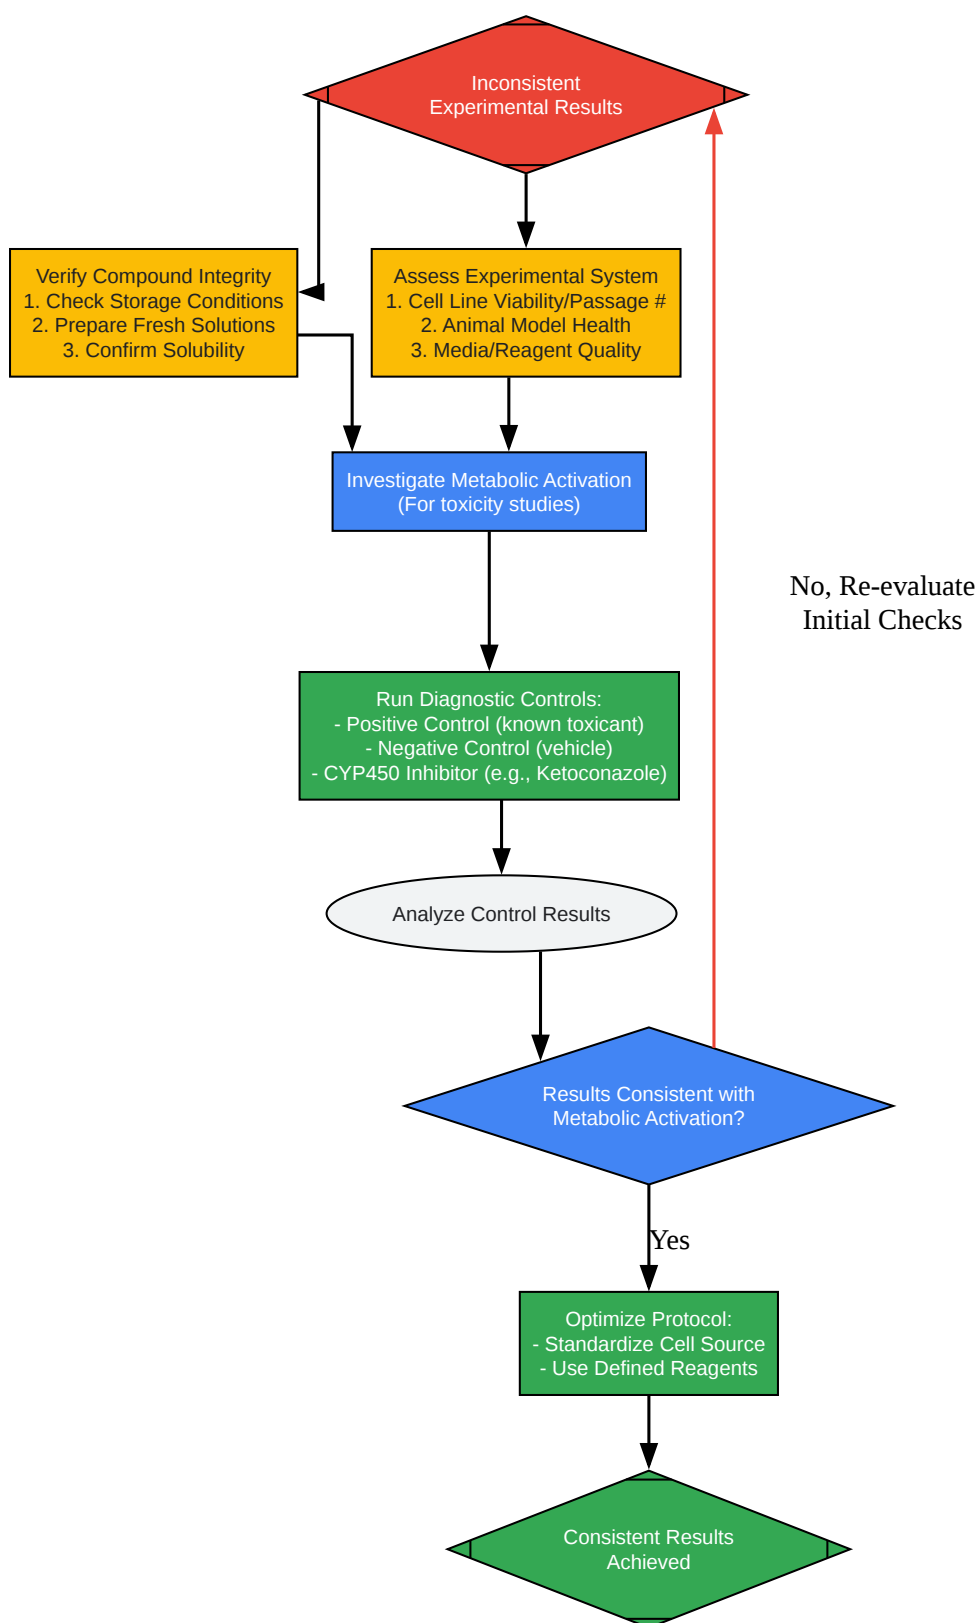 Inconsistent
Experimental Results
Verify Compound Integrity
1. Check Storage Conditions
2. Prepare Fresh Solutions
3. Confirm Solubility
Assess Experimental System
1. Cell Line Viability/Passage #
2. Animal Model Health
3. Media/Reagent Quality
Investigate Metabolic Activation
(For toxicity studies)
No, Re-evaluate
Initial Checks
Run Diagnostic Controls:
- Positive Control (known toxicant)
- Negative Control (vehicle)
- CYP450 Inhibitor (e.g., Ketoconazole)
Analyze Control Results
Results Consistent with
Metabolic Activation?
Yes
Optimize Protocol:
- Standardize Cell Source
- Use Defined Reagents
Consistent Results
Achieved